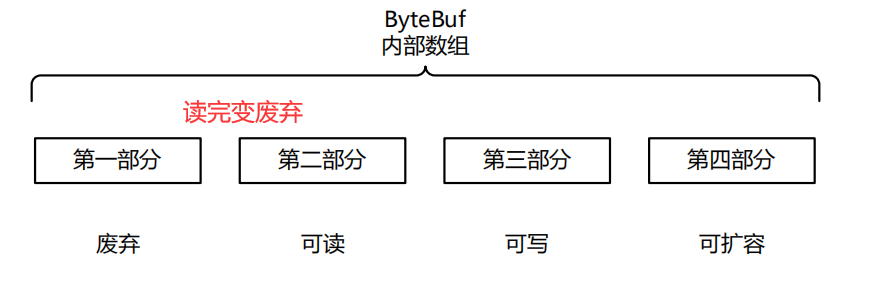 ByteBuf
内部数组
读完变废弃
第一部分
第二部分
第三部分
第四部分
废弃
可读
可写
可扩容